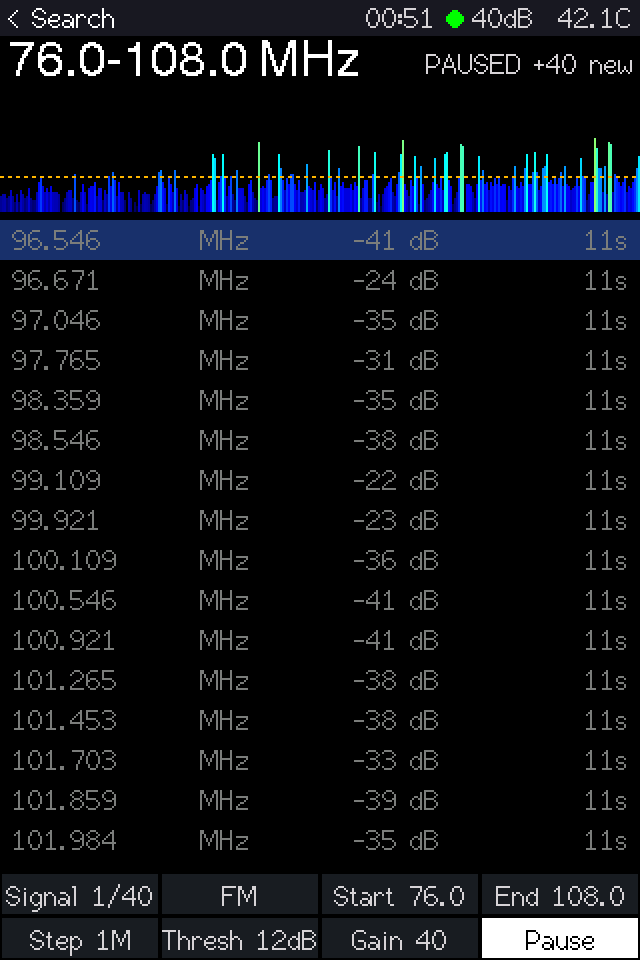 < Search 00:51 40dB 42.1C
76.0-108.0 MHz PAUSED +40 new
96.546 MHz -41 dB 11s
96.671 MHz -24 dB 11s
97.046 MHz -35 dB 11s
97.765 MHz -31 dB 11s
98.359 MHz -35 dB 11s
98.546 MHz -38 dB 11s
99.109 MHz -22 dB 11s
99.921 MHz -23 dB 11s
100.109 MHz -36 dB 11s
100.546 MHz -41 dB 11s
100.921 MHz -41 dB 11s
101.265 MHz -38 dB 11s
101.453 MHz -38 dB 11s
101.703 MHz -33 dB 11s
101.859 MHz -39 dB 11s
101.984 MHz -35 dB 11s
Signal 1/40 FM Start 76.0 End 108.0
Step 1M Thresh 12dB Gain 40 Pause